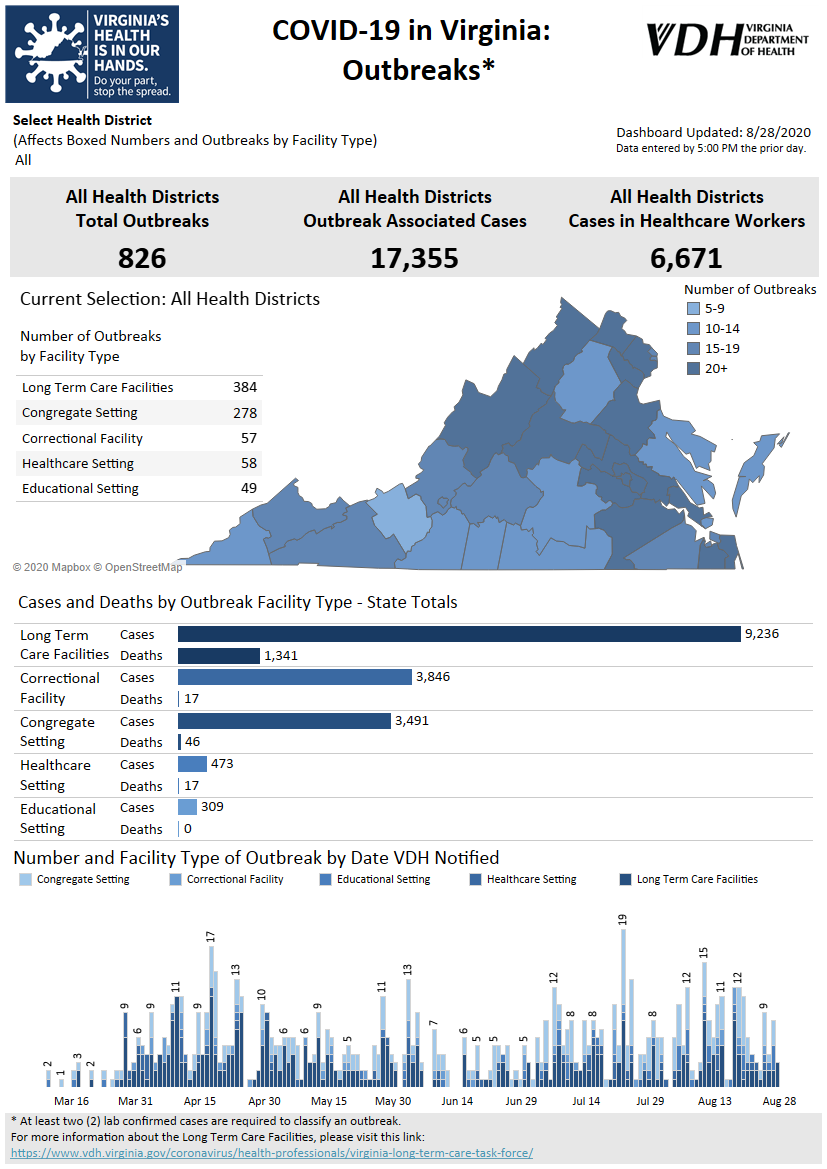 VIRGINIA'S
HEALTH
IS IN OUR
HANDS.
Do your part,
stop the spread.
COVID-19 in Virginia:
Outbreaks*
VDH VIRGINIA
DEPARTMENT
OF HEALTH
Select Health District
(Affects Boxed Numbers and Outbreaks by Facility Type)
All
Dashboard Updated: 8/28/2020
Data entered by 5:00 PM the prior day.
All Health Districts
Total Outbreaks
826
All Health Districts
Outbreak Associated Cases
17,355
All Health Districts
Cases in Healthcare Workers
6,671
Current Selection: All Health Districts
Number of Outbreaks
by Facility Type
Long Term Care Facilities 384
Congregate Setting 278
Correctional Facility 57
Healthcare Setting 58
Educational Setting 49
Number of Outbreaks
5-9
10-14
15-19
20+
© 2020 Mapbox © OpenStreetMap
Cases and Deaths by Outbreak Facility Type - State Totals
Long Term
Care Facilities
Cases 9,236
Deaths 1,341
Correctional
Facility
Cases 3,846
Deaths 17
Congregate
Setting
Cases 3,491
Deaths 46
Healthcare
Setting
Cases 473
Deaths 17
Educational
Setting
Cases 309
Deaths 0
Number and Facility Type of Outbreak by Date VDH Notified
Congregate Setting Correctional Facility Educational Setting Healthcare Setting Long Term Care Facilities
2 1 3 2 9 6 9 11 9 17 13 10 6 6 9 5 11 13 7 6 5 5 5 12 8 8 19 8 12 15 11 12 9
Mar 16 Mar 31 Apr 15 Apr 30 May 15 May 30 Jun 14 Jun 29 Jul 14 Jul 29 Aug 13 Aug 28
* At least two (2) lab confirmed cases are required to classify an outbreak.
For more information about the Long Term Care Facilities, please visit this link:
https://www.vdh.virginia.gov/coronavirus/health-professionals/virginia-long-term-care-task-force/